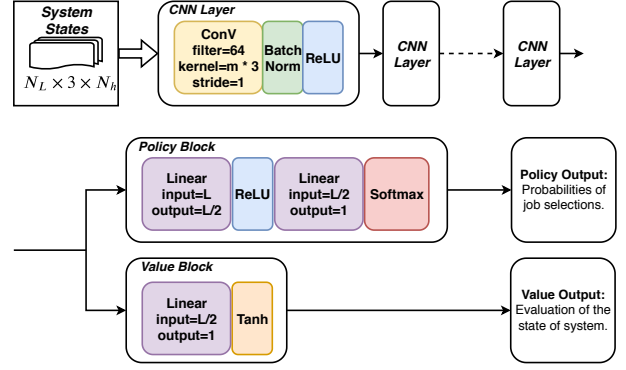 System
States
N_L × 3 × N_h
CNN Layer
ConV
filter=64
kernel=m * 3
stride=1
Batch
Norm
ReLU
CNN
Layer
CNN
Layer
Policy Block
Linear
input=L
output=L/2
ReLU
Linear
input=L/2
output=1
Softmax
Policy Output:
Probabilities of
job selections.
Value Block
Linear
input=L/2
output=1
Tanh
Value Output:
Evaluation of the
state of system.